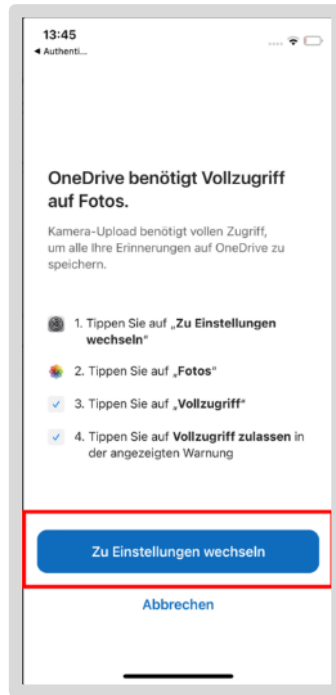 13:45
◀ Authenti...
OneDrive benötigt Vollzugriff
auf Fotos.
Kamera-Upload benötigt vollen Zugriff,
um alle Ihre Erinnerungen auf OneDrive zu
speichern.
1. Tippen Sie auf „Zu Einstellungen
wechseln“
2. Tippen Sie auf „Fotos“
3. Tippen Sie auf „Vollzugriff“
4. Tippen Sie auf Vollzugriff zulassen in
der angezeigten Warnung
Zu Einstellungen wechseln
Abbrechen